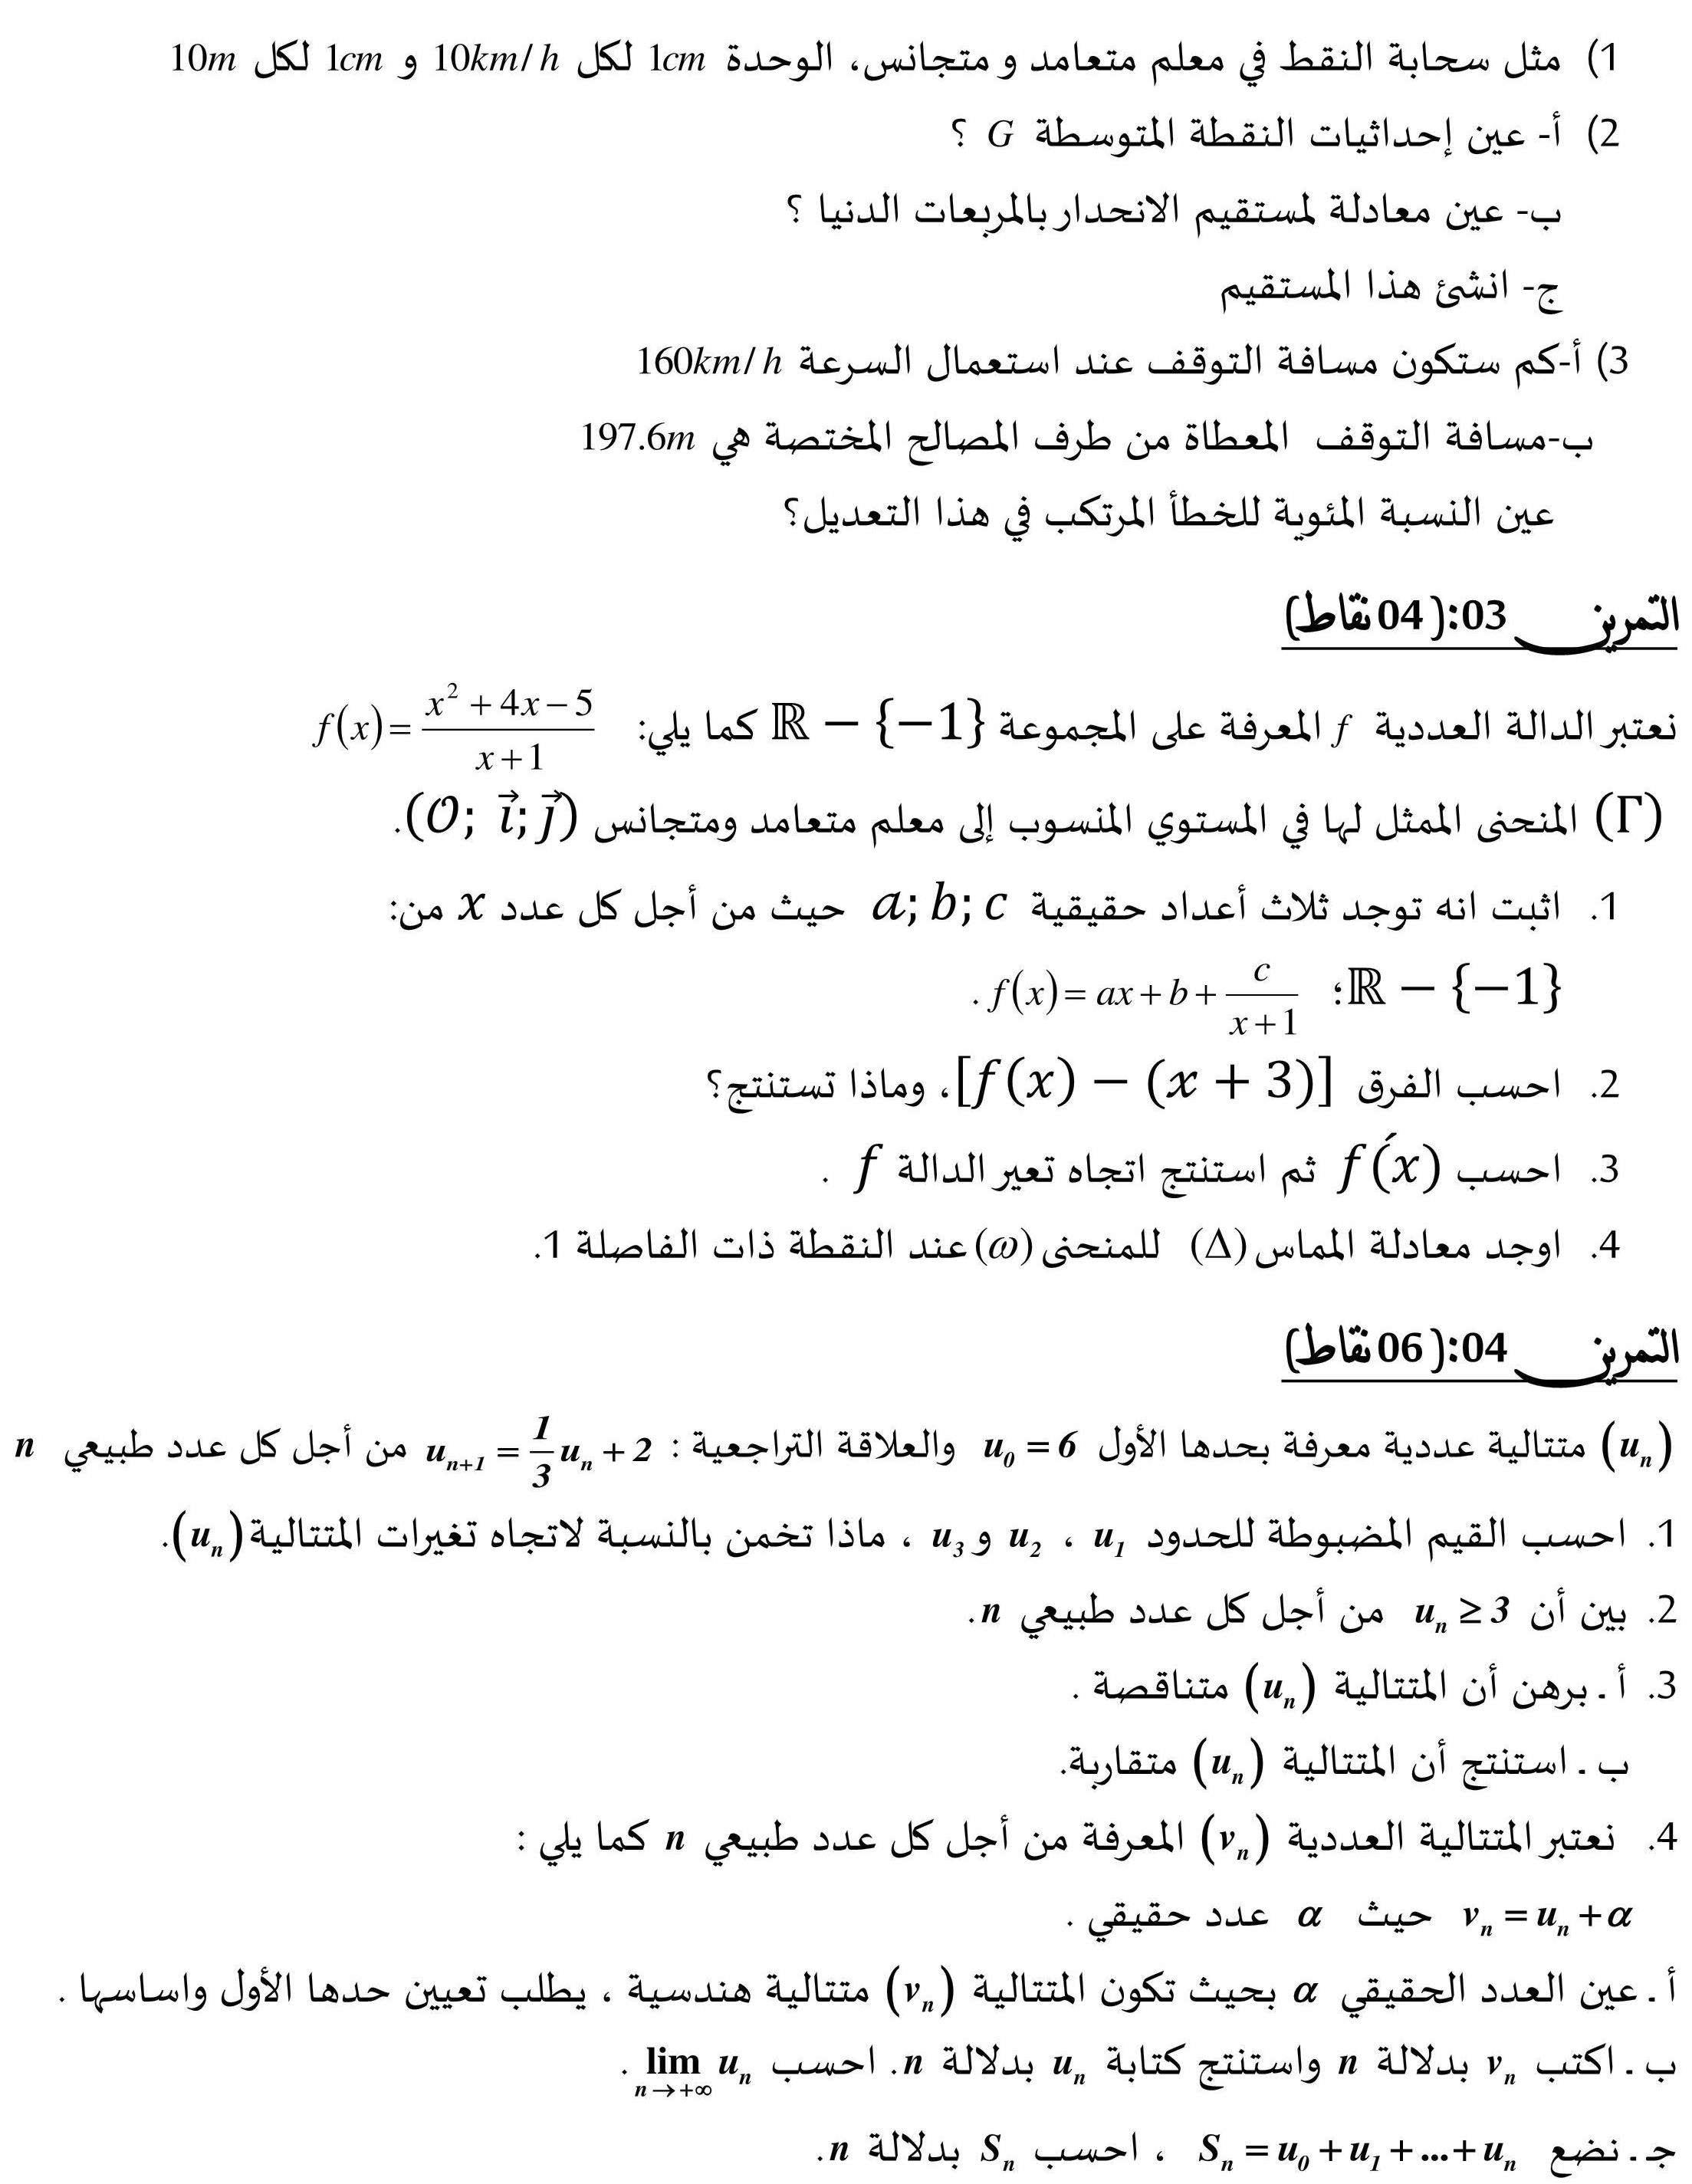 1) مثل سحابة النقط في معلم متعامد و متجانس، الوحدة 1cm لكل 10km/h و 1cm لكل 10m
2) أ- عين إحداثيات النقطة المتوسطة G ؟
ب- عين معادلة لمستقيم الانحدار بالمربعات الدنيا ؟
ج- انشئ هذا المستقيم
3) أ-كم ستكون مسافة التوقف عند استعمال السرعة 160km/h
ب-مسافة التوقف المعطاة من طرف المصالح المختصة هي 197.6m
عين النسبة المئوية للخطأ المرتكب في هذا التعديل؟
التمرين 03:( 04 نقاط)
نعتبر الدالة العددية f المعرفة على المجموعة ℝ − {−1} كما يلي: f(x) = (x² + 4x − 5)/(x + 1)
(Γ) المنحنى الممثل لها في المستوي المنسوب إلى معلم متعامد ومتجانس (𝒪; i⃗; j⃗).
1. اثبت انه توجد ثلاث أعداد حقيقية a; b; c حيث من أجل كل عدد x من:
ℝ − {−1}؛ f(x) = ax + b + c/(x + 1) .
2. احسب الفرق [f(x) − (x + 3)]، وماذا تستنتج؟
3. احسب f´(x) ثم استنتج اتجاه تعير الدالة f .
4. اوجد معادلة المماس (Δ) للمنحنى (ω) عند النقطة ذات الفاصلة 1.
التمرين 04:( 06 نقاط)
(uₙ) متتالية عددية معرفة بحدها الأول u₀ = 6 والعلاقة التراجعية : uₙ₊₁ = 1/3 uₙ + 2 من أجل كل عدد طبيعي n
1. احسب القيم المضبوطة للحدود u₁ ، u₂ و u₃ ، ماذا تخمن بالنسبة لاتجاه تغيرات المتتالية (uₙ).
2. بين أن uₙ ≥ 3 من أجل كل عدد طبيعي n.
3. أ ـ برهن أن المتتالية (uₙ) متناقصة .
ب ـ استنتج أن المتتالية (uₙ) متقاربة.
4. نعتبر المتتالية العددية (vₙ) المعرفة من أجل كل عدد طبيعي n كما يلي :
vₙ = uₙ + α حيث α عدد حقيقي .
أ ـ عين العدد الحقيقي α بحيث تكون المتتالية (vₙ) متتالية هندسية ، يطلب تعيين حدها الأول واساسها .
ب ـ اكتب vₙ بدلالة n واستنتج كتابة uₙ بدلالة n. احسب lim uₙ n→+∞ .
جـ ـ نضع Sₙ = u₀ + u₁ + ... + uₙ ، احسب Sₙ بدلالة n.